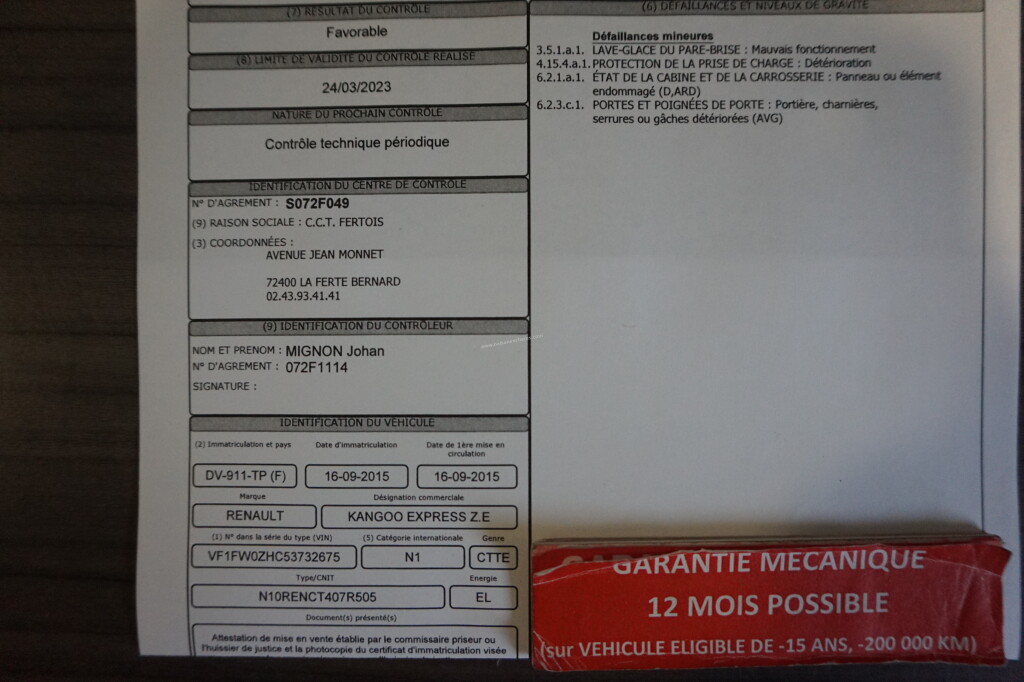 (7) RÉSULTAT DU CONTRÔLE
Favorable
(8) LIMITE DE VALIDITÉ DU CONTRÔLE RÉALISÉ
24/03/2023
NATURE DU PROCHAIN CONTRÔLE
Contrôle technique périodique
IDENTIFICATION DU CENTRE DE CONTRÔLE
N° D'AGREMENT : S072F049
(9) RAISON SOCIALE : C.C.T. FERTOIS
(3) COORDONNÉES :
AVENUE JEAN MONNET
72400 LA FERTE BERNARD
02.43.93.41.41
(9) IDENTIFICATION DU CONTRÔLEUR
NOM ET PRENOM : MIGNON Johan
N° D'AGREMENT : 072F1114
SIGNATURE :
IDENTIFICATION DU VÉHICULE
(2) Immatriculation et pays
Date d'immatriculation
Date de 1ère mise en
circulation
DV-911-TP (F)
16-09-2015
16-09-2015
Marque
Désignation commerciale
RENAULT
KANGOO EXPRESS Z.E
(1) N° dans la série du type (VIN)
(5) Catégorie internationale
Genre
VF1FW0ZHC53732675
N1
CTTE
Type/CNIT
Energie
N10RENCT407R505
EL
Document(s) présenté(s)
Attestation de mise en vente établie par le commissaire priseur ou
l'huissier de justice et la photocopie du certificat d'immatriculation visée
(6) DÉFAILLANCES ET NIVEAUX DE GRAVITÉ
Défaillances mineures
3.5.1.a.1. LAVE-GLACE DU PARE-BRISE : Mauvais fonctionnement
4.15.4.a.1. PROTECTION DE LA PRISE DE CHARGE : Détérioration
6.2.1.a.1. ÉTAT DE LA CABINE ET DE LA CARROSSERIE : Panneau ou élément
endommagé (D,ARD)
6.2.3.c.1. PORTES ET POIGNÉES DE PORTE : Portière, charnières,
serrures ou gâches détériorées (AVG)
GARANTIE MECANIQUE
12 MOIS POSSIBLE
(sur VEHICULE ELIGIBLE DE -15 ANS, -200 000 KM)